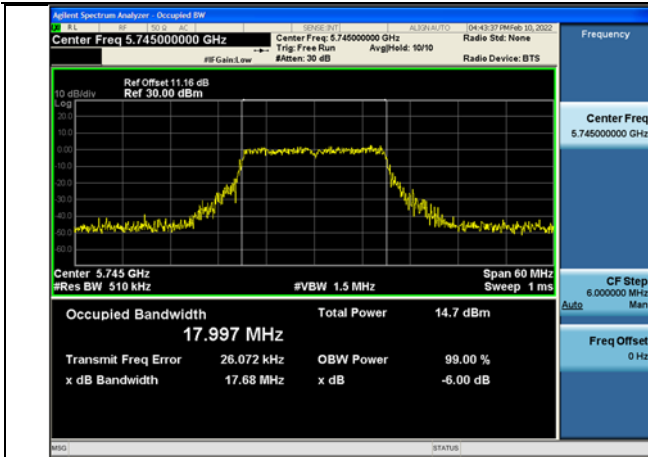 Agilent Spectrum Analyzer - Occupied BW
RL RF 50 Ω AC SENSE:INT ALIGN AUTO 04:43:37 PM Feb 10, 2022
Center Freq 5.745000000 GHz
Center Freq: 5.745000000 GHz
Radio Std: None
Trig: Free Run Avg|Hold: 10/10
#IFGain:Low #Atten: 30 dB Radio Device: BTS
Ref Offset 11.16 dB
10 dB/div Ref 30.00 dBm
Log
20.0
10.0
0.00
-10.0
-20.0
-30.0
-40.0
-50.0
-60.0
Center 5.745 GHz Span 60 MHz
#Res BW 510 kHz #VBW 1.5 MHz Sweep 1 ms
Occupied Bandwidth Total Power 14.7 dBm
17.997 MHz
Transmit Freq Error 26.072 kHz OBW Power 99.00 %
x dB Bandwidth 17.68 MHz x dB -6.00 dB
MSG STATUS
Frequency
Center Freq
5.745000000 GHz
CF Step
6.000000 MHz
Auto Man
Freq Offset
0 Hz